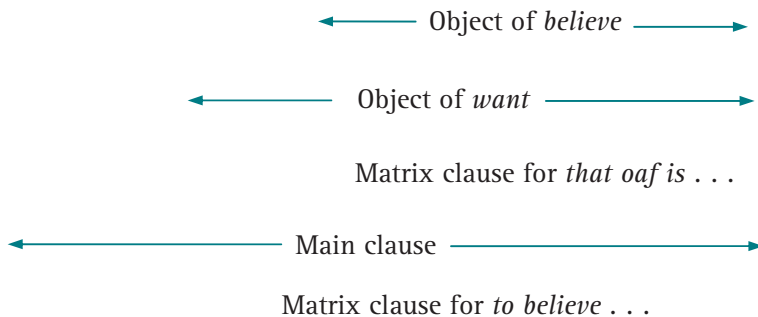 Object of believe
Object of want
Matrix clause for that oaf is . . .
Main clause
Matrix clause for to believe . . .